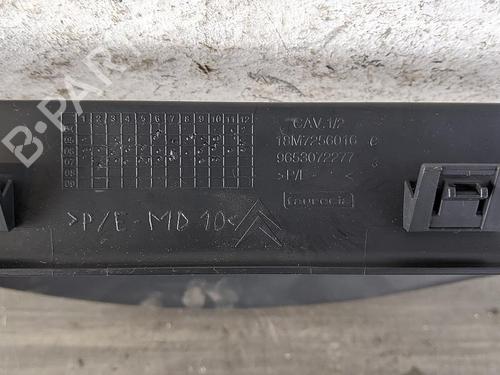 1 2 3 4 5 6 7 8 9 10 11 12
CAV.1/2
18M7256016 e
9653072277
>P/E-
faurecia
>P/E-MD 10<
B-PARTS